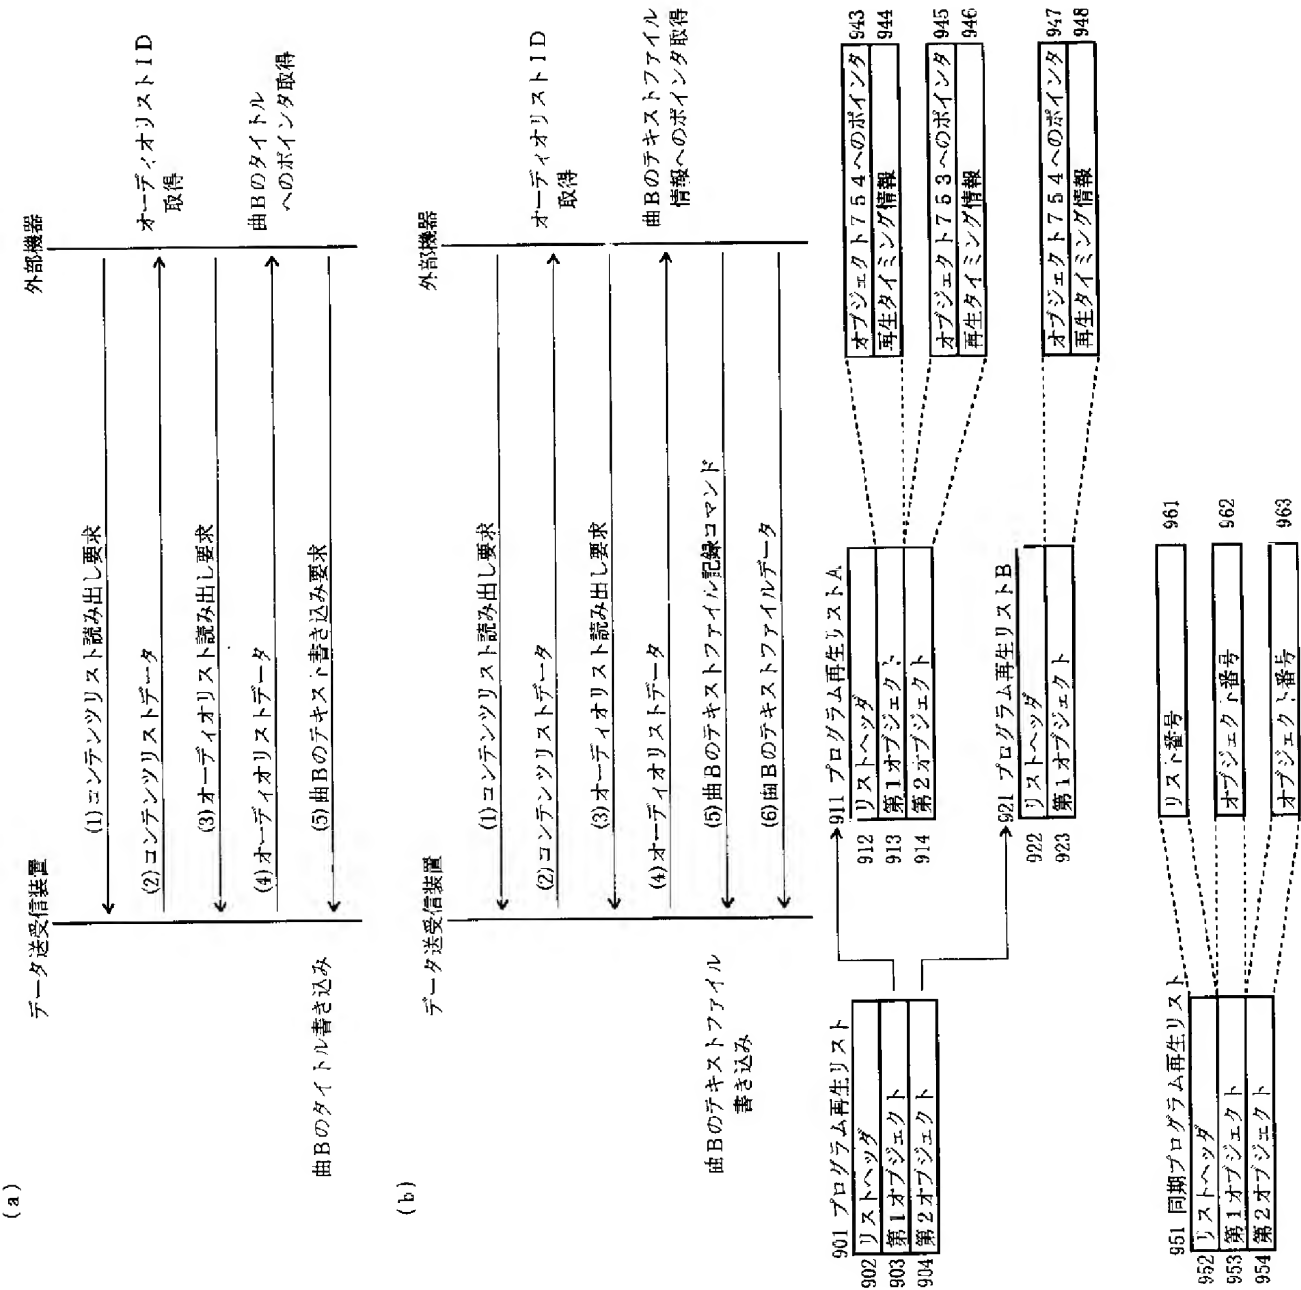 (a)
データ送受信装置
外部機器
(1)コンテンツリスト読み出し要求
(2)コンテンツリストデータ
オーディオリストID
取得
(3)オーディオリスト読み出し要求
(4)オーディオリストデータ
曲Bのタイトル
へのポインタ取得
(5)曲Bのテキスト書き込み要求
曲Bのタイトル書き込み
(b)
データ送受信装置
外部機器
(1)コンテンツリスト読み出し要求
(2)コンテンツリストデータ
オーディオリストID
取得
(3)オーディオリスト読み出し要求
(4)オーディオリストデータ
曲Bのテキストファイル
情報へのポインタ取得
(5)曲Bのテキストファイル記録コマンド
(6)曲Bのテキストファイルデータ
曲Bのテキストファイル
書き込み
901 プログラム再生リスト
902 リストヘッダ
903 第1オブジェクト
904 第2オブジェクト
911 プログラム再生リストA
912 リストヘッダ
913 第1オブジェクト
914 第2オブジェクト
オブジェクト754へのポインタ 943
再生タイミング情報 944
オブジェクト753へのポインタ 945
再生タイミング情報 946
921 プログラム再生リストB
922 リストヘッダ
923 第1オブジェクト
オブジェクト754へのポインタ 947
再生タイミング情報 948
951 同期プログラム再生リスト
952 リストヘッダ
953 第1オブジェクト
954 第2オブジェクト
リスト番号 961
オブジェクト番号 962
オブジェクト番号 963